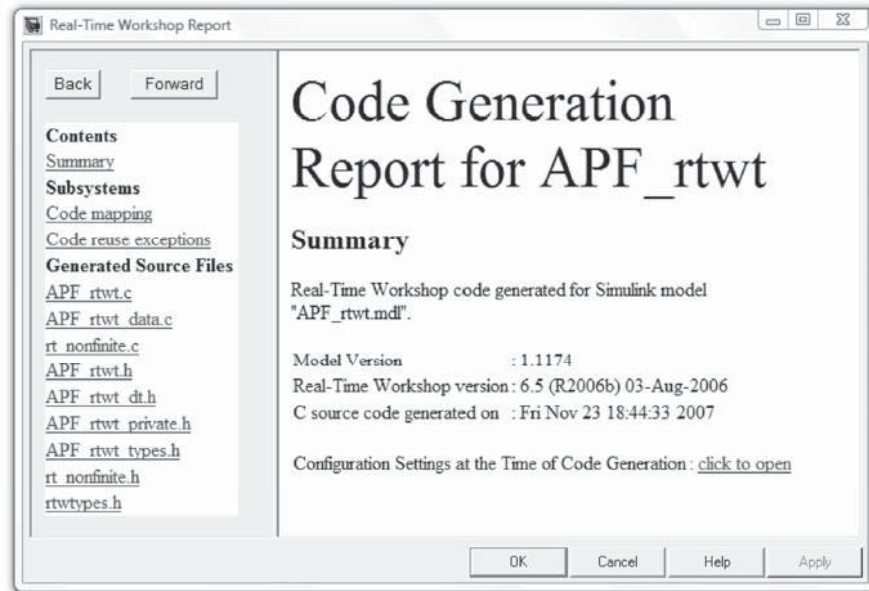 Real-Time Workshop Report
Back
Forward
Contents
Summary
Subsystems
Code mapping
Code reuse exceptions
Generated Source Files
APF_rtwt.c
APF_rtwt_data.c
rt_nonfinite.c
APF_rtwt.h
APF_rtwt_dt.h
APF_rtwt_private.h
APF_rtwt_types.h
rt_nonfinite.h
rtwtypes.h
Code Generation
Report for APF_rtwt
Summary
Real-Time Workshop code generated for Simulink model
"APF_rtwt.mdl".
Model Version : 1.1174
Real-Time Workshop version : 6.5 (R2006b) 03-Aug-2006
C source code generated on : Fri Nov 23 18:44:33 2007
Configuration Settings at the Time of Code Generation : click to open
OK
Cancel
Help
Apply